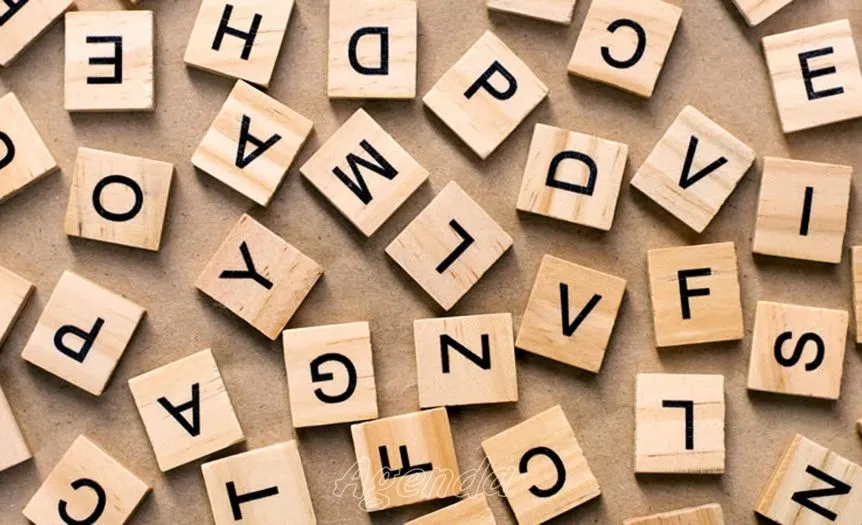 E H D P C E
A M D V I
O L
Y V F
P G N S
A L
C T F C N
Agenda